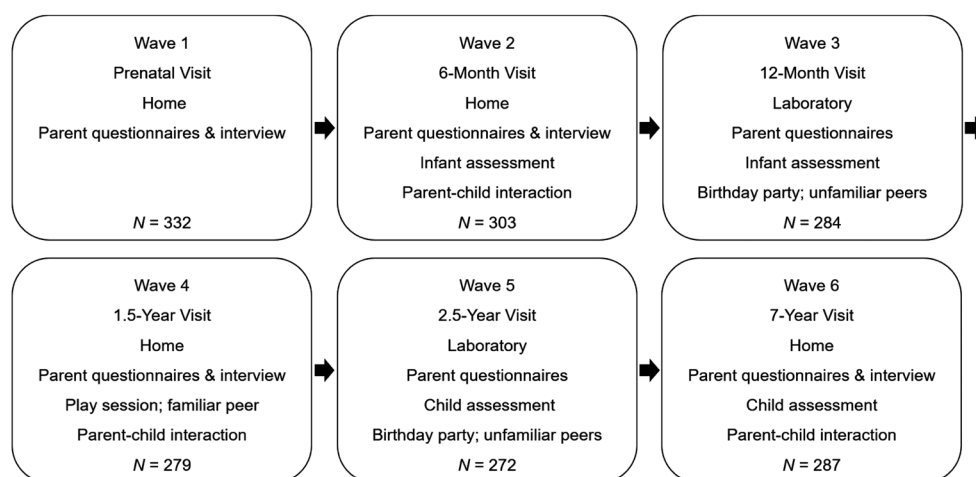 Wave 1
Prenatal Visit
Home
Parent questionnaires & interview
N = 332
Wave 2
6-Month Visit
Home
Parent questionnaires & interview
Infant assessment
Parent-child interaction
N = 303
Wave 3
12-Month Visit
Laboratory
Parent questionnaires
Infant assessment
Birthday party; unfamiliar peers
N = 284
Wave 4
1.5-Year Visit
Home
Parent questionnaires & interview
Play session; familiar peer
Parent-child interaction
N = 279
Wave 5
2.5-Year Visit
Laboratory
Parent questionnaires
Child assessment
Birthday party; unfamiliar peers
N = 272
Wave 6
7-Year Visit
Home
Parent questionnaires & interview
Child assessment
Parent-child interaction
N = 287